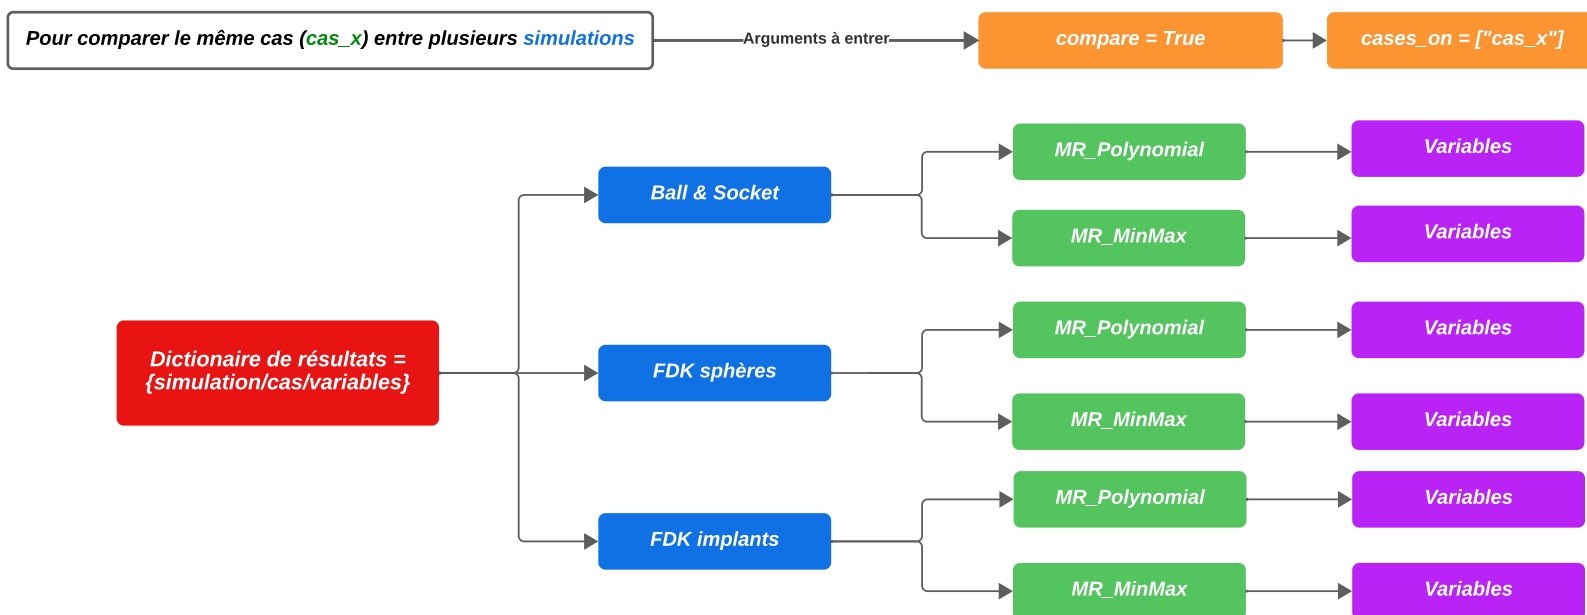 Pour comparer le même cas (cas_x) entre plusieurs simulations
Arguments à entrer
compare = True
cases_on = ["cas_x"]
MR_Polynomial
Variables
Ball & Socket
MR_MinMax
Variables
MR_Polynomial
Variables
Dictionaire de résultats =
{simulation/cas/variables}
FDK sphères
MR_MinMax
Variables
MR_Polynomial
Variables
FDK implants
MR_MinMax
Variables